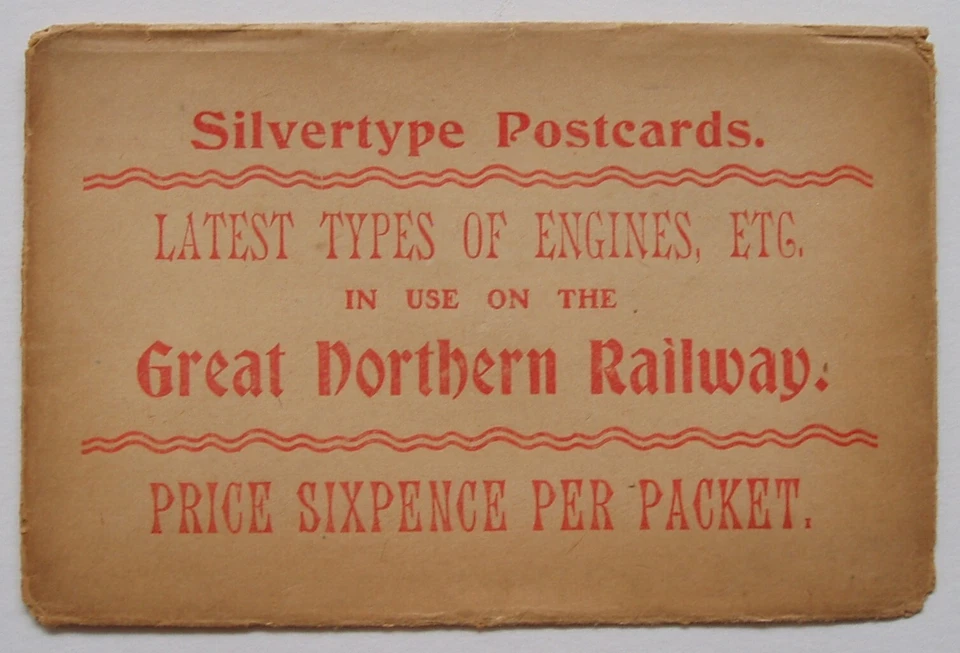 Silvertype Postcards.
LATEST TYPES OF ENGINES, ETC.
IN USE ON THE
Great Northern Railway.
PRICE SIXPENCE PER PACKET.